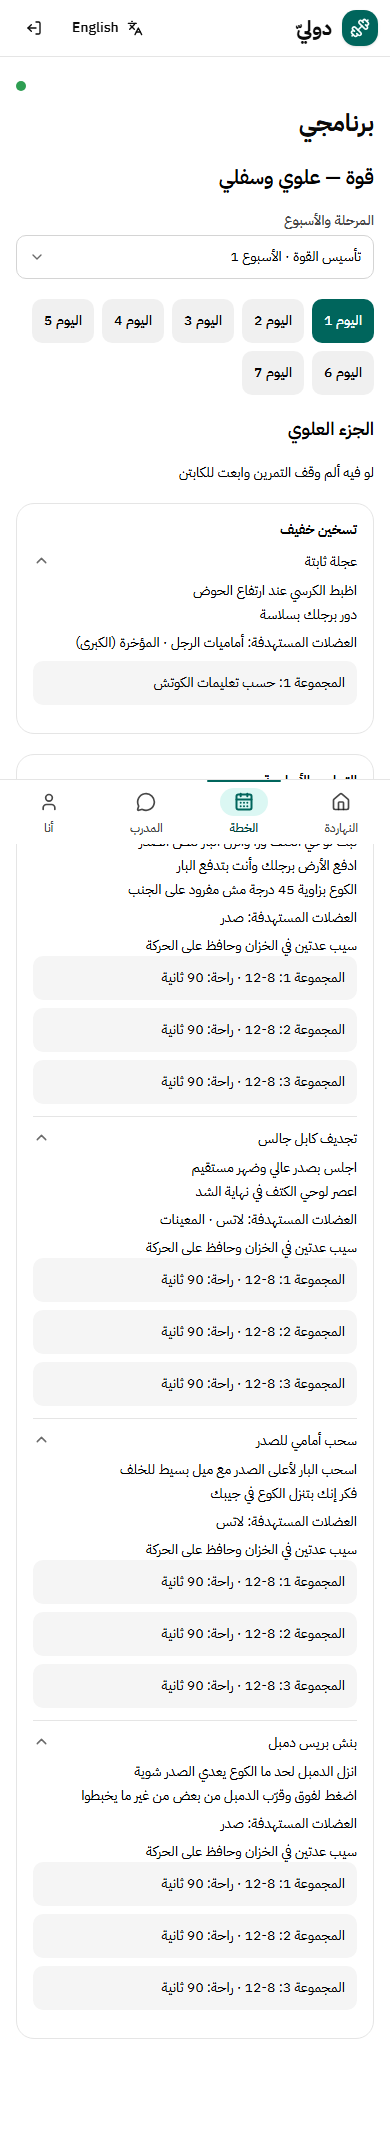 دوليّ
English
برنامجي
قوة — علوي وسفلي
المرحلة والأسبوع
تأسيس القوة · الأسبوع 1
اليوم 1
اليوم 2
اليوم 3
اليوم 4
اليوم 5
اليوم 6
اليوم 7
الجزء العلوي
لو فيه ألم وقف التمرين وابعت للكابتن
تسخين خفيف
عجلة ثابتة
اظبط الكرسي عند ارتفاع الحوض
دور برجلك بسلاسة
العضلات المستهدفة: أماميات الرجل · المؤخرة (الكبرى)
المجموعة 1: حسب تعليمات الكوتش
النهاردة
الخطة
المدرب
أنا
ادفع الأرض برجلك وأنت بتدفع البار
الكوع بزاوية 45 درجة مش مفرود على الجنب
العضلات المستهدفة: صدر
سيب عدتين في الخزان وحافظ على الحركة
المجموعة 1: 8-12 · راحة: 90 ثانية
المجموعة 2: 8-12 · راحة: 90 ثانية
المجموعة 3: 8-12 · راحة: 90 ثانية
تجديف كابل جالس
اجلس بصدر عالي وضهر مستقيم
اعصر لوحي الكتف في نهاية الشد
العضلات المستهدفة: لاتس · المعينات
سيب عدتين في الخزان وحافظ على الحركة
المجموعة 1: 8-12 · راحة: 90 ثانية
المجموعة 2: 8-12 · راحة: 90 ثانية
المجموعة 3: 8-12 · راحة: 90 ثانية
سحب أمامي للصدر
اسحب البار لأعلى الصدر مع ميل بسيط للخلف
فكر إنك بتنزل الكوع في جيبك
العضلات المستهدفة: لاتس
سيب عدتين في الخزان وحافظ على الحركة
المجموعة 1: 8-12 · راحة: 90 ثانية
المجموعة 2: 8-12 · راحة: 90 ثانية
المجموعة 3: 8-12 · راحة: 90 ثانية
بنش بريس دمبل
انزل الدمبل لحد ما الكوع يعدي الصدر شوية
اضغط لفوق وقرّب الدمبل من بعض من غير ما يخبطوا
العضلات المستهدفة: صدر
سيب عدتين في الخزان وحافظ على الحركة
المجموعة 1: 8-12 · راحة: 90 ثانية
المجموعة 2: 8-12 · راحة: 90 ثانية
المجموعة 3: 8-12 · راحة: 90 ثانية